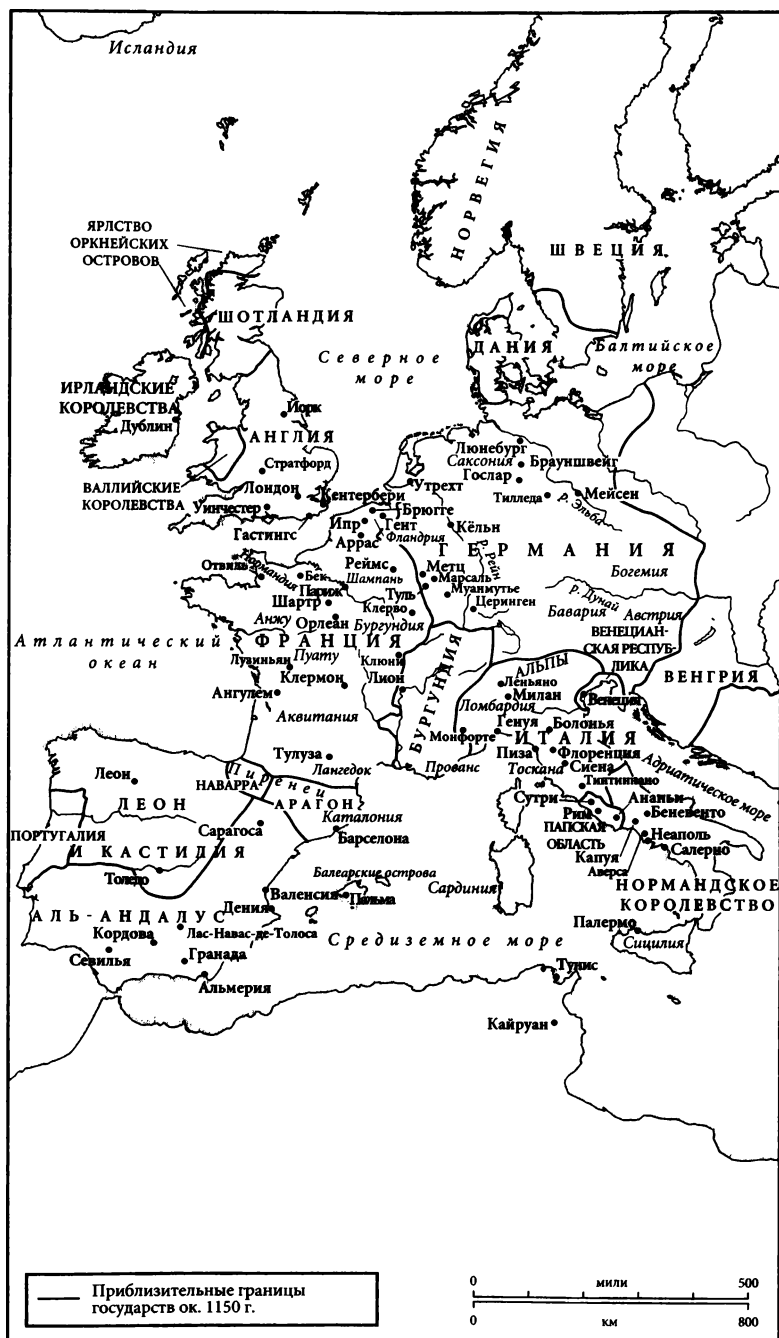 Исландия
НОРВЕГИЯ
ЯРЛСТВО
ОРКНЕЙСКИХ
ОСТРОВОВ
ШВЕЦИЯ
ШОТЛАНДИЯ
Северное
море
ДАНИЯ
Балтийское
море
ИРЛАНДСКИЕ
КОРОЛЕВСТВА
Дублин
Йорк
АНГЛИЯ
Стратфорд
ВАЛЛИЙСКИЕ
КОРОЛЕВСТВА
Лондон
Уинчестер
Кентербери
Гастингс
Люнебург
Саксония
Брауншвейг
Гослар
Утрехт
Тилледа
Мейсен
р. Эльба
Брюгге
Ипр
Гент
Фландрия
Аррас
Кёльн
ГЕРМАНИЯ
р. Рейн
Богемия
Отвиль
Нормандия
Бек
Реймс
Шампань
Париж
Метц
Марсаль
Туль
Муанмутье
Шартр
Клерво
Церинген
р. Дунай
Бавария
Австрия
Орлеан
Анжу
Бургундия
Атлантический
океан
ФРАНЦИЯ
ВЕНЕЦИАН-
СКАЯ РЕСПУБ-
ЛИКА
Лузиньян
Пуату
Клюни
АЛЬПЫ
ВЕНГРИЯ
Клермон
Лион
БУРГУНДИЯ
Леньяно
Милан
Венеция
Ангулем
Ломбардия
Аквитания
Генуя
Болонья
Монфорте
ИТАЛИЯ
Пиза
Флоренция
Тулуза
Лангедок
Прованс
Тоскана
Сиена
Адриатическое море
Тинтиннано
Леон
Пиренеи
НАВАРРА
ЛЕОН
АРАГОН
Сутри
Ананьи
Каталония
Рим
Беневенто
Сарагоса
Барселона
ПАПСКАЯ
ОБЛАСТЬ
Неаполь
ПОРТУГАЛИЯ
И КАСТИЛИЯ
Капуя
Салерно
Аверса
Толедо
Балеарские острова
Сардиния
НОРМАНДСКОЕ
КОРОЛЕВСТВО
Валенсия
Пальма
АЛЬ-АНДАЛУС
Дения
Лас-Навас-де-Толоса
Средиземное море
Палермо
Сицилия
Кордова
Севилья
Гранада
Тунис
Альмерия
Кайруан
Приблизительные границы
государств ок. 1150 г.
0 мили 500
0 км 800